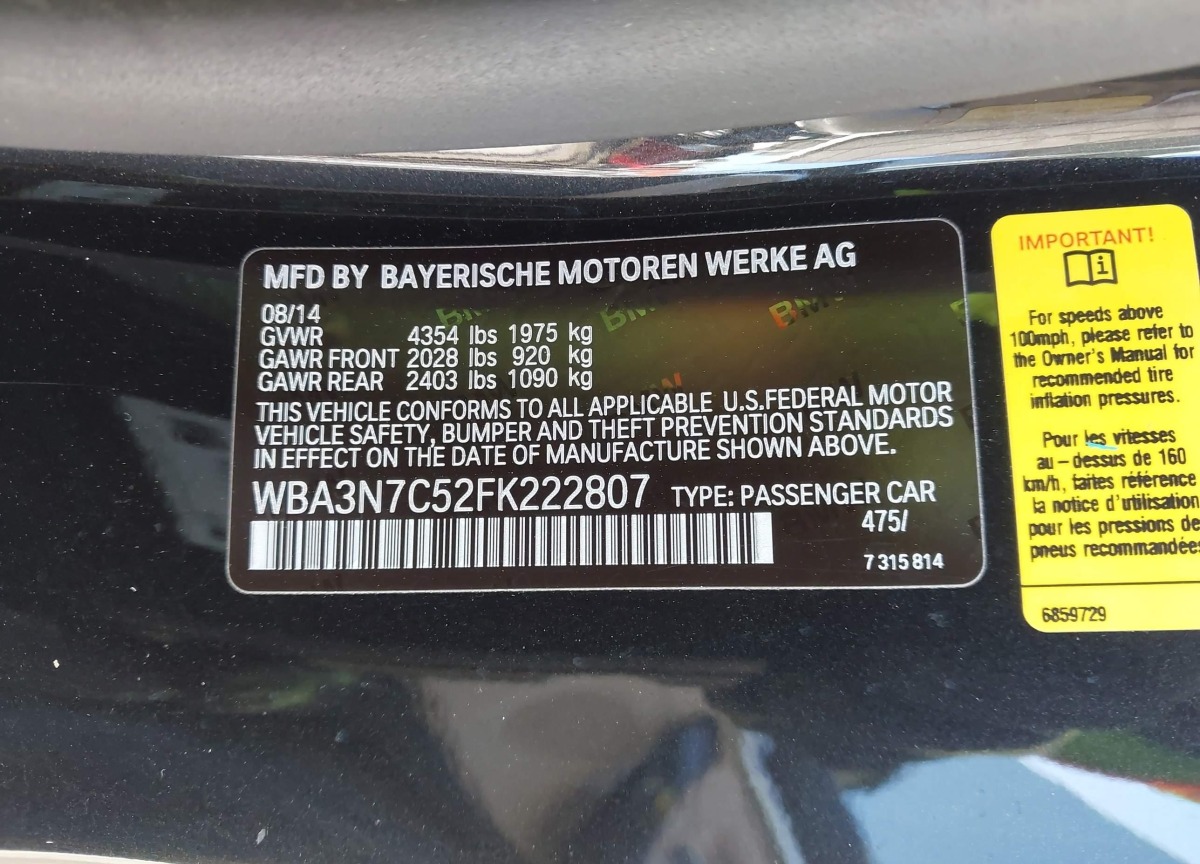 MFD BY BAYERISCHE MOTOREN WERKE AG
08/14
GVWR 4354 lbs 1975 kg
GAWR FRONT 2028 lbs 920 kg
GAWR REAR 2403 lbs 1090 kg
THIS VEHICLE CONFORMS TO ALL APPLICABLE U.S.FEDERAL MOTOR
VEHICLE SAFETY, BUMPER AND THEFT PREVENTION STANDARDS
IN EFFECT ON THE DATE OF MANUFACTURE SHOWN ABOVE.
WBA3N7C52FK222807 TYPE: PASSENGER CAR
475/
7 315 814
IMPORTANT!
For speeds above
100mph, please refer to
the Owner's Manual for
recommended tire
inflation pressures.
Pour les vitesses
au - dessus de 160
km/h, faites référence
la notice d'utilisation
pour les pressions de
pneus recommandées
6859729